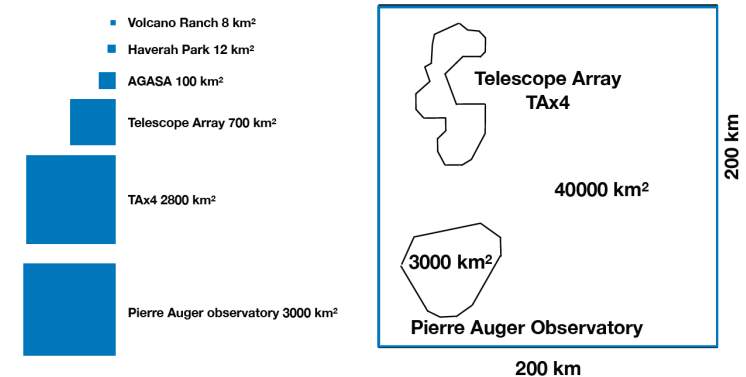 Volcano Ranch 8 km²
Haverah Park 12 km²
AGASA 100 km²
Telescope Array 700 km²
TAx4 2800 km²
Pierre Auger observatory 3000 km²
Telescope Array
TAx4
200 km
40000 km²
3000 km²
Pierre Auger Observatory
200 km